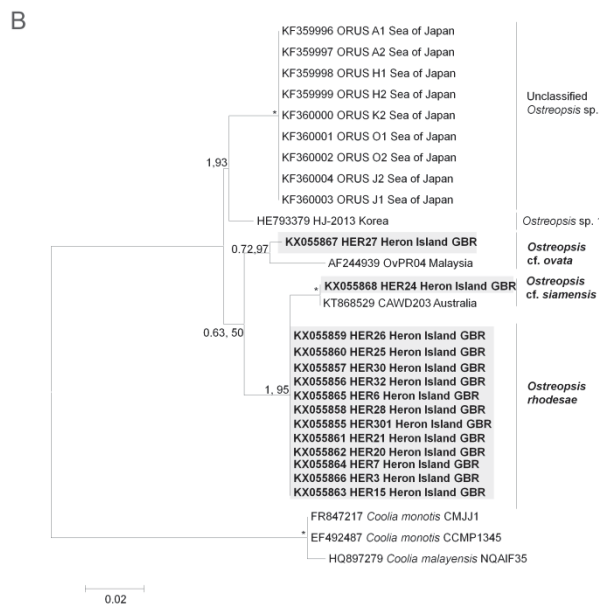 B
KF359996 ORUS A1 Sea of Japan
KF359997 ORUS A2 Sea of Japan
KF359998 ORUS H1 Sea of Japan
KF359999 ORUS H2 Sea of Japan
* KF360000 ORUS K2 Sea of Japan
KF360001 ORUS O1 Sea of Japan
KF360002 ORUS O2 Sea of Japan
KF360004 ORUS J2 Sea of Japan
KF360003 ORUS J1 Sea of Japan
Unclassified
Ostreopsis sp.
1,93
HE793379 HJ-2013 Korea
Ostreopsis sp. 1
0.72,97
KX055867 HER27 Heron Island GBR
AF244939 OvPR04 Malaysia
Ostreopsis
cf. ovata
* KX055868 HER24 Heron Island GBR
KT868529 CAWD203 Australia
Ostreopsis
cf. siamensis
0.63, 50
1, 95
KX055859 HER26 Heron Island GBR
KX055860 HER25 Heron Island GBR
KX055857 HER30 Heron Island GBR
KX055856 HER32 Heron Island GBR
KX055865 HER6 Heron Island GBR
KX055858 HER28 Heron Island GBR
KX055855 HER301 Heron Island GBR
KX055861 HER21 Heron Island GBR
KX055862 HER20 Heron Island GBR
KX055864 HER7 Heron Island GBR
KX055866 HER3 Heron Island GBR
KX055863 HER15 Heron Island GBR
Ostreopsis
rhodesae
FR847217 Coolia monotis CMJJ1
* EF492487 Coolia monotis CCMP1345
HQ897279 Coolia malayensis NQAIF35
0.02